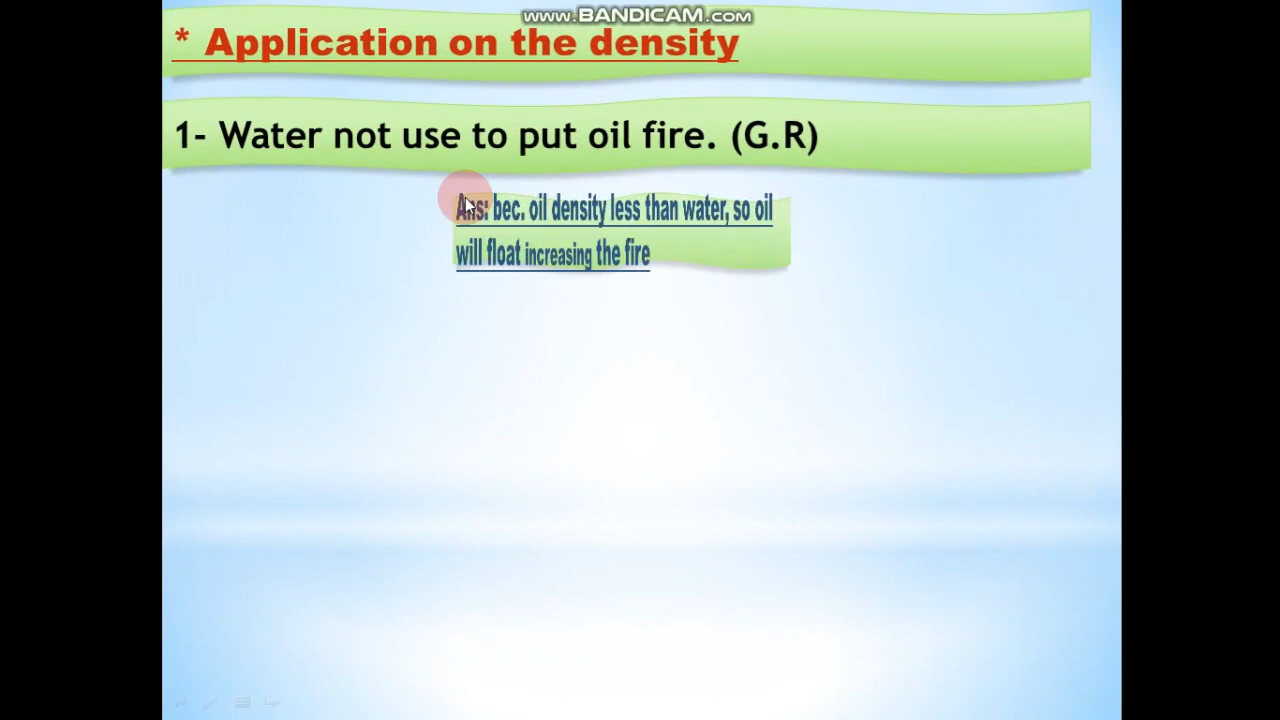 WWW.BANDICAM.COM
* Application on the density
1- Water not use to put oil fire. (G.R)
Ans: bec. oil density less than water, so oil
will float increasing the fire